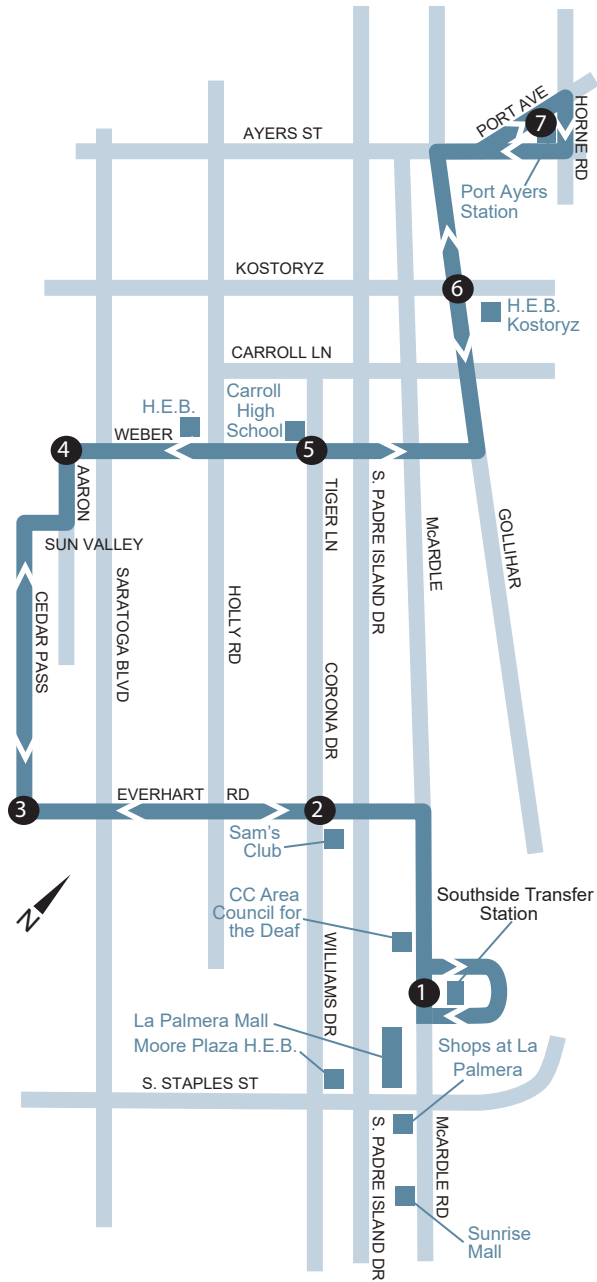 PORT AVE
HORNE RD
7
AYERS ST
Port Ayers
Station
KOSTORYZ
6
H.E.B.
Kostoryz
CARROLL LN
H.E.B.
Carroll
High
School
WEBER
4
5
AARON
SUN VALLEY
TIGER LN
S. PADRE ISLAND DR
McARDLE
GOLLIHAR
CEDAR PASS
SARATOGA BLVD
HOLLY RD
CORONA DR
EVERHART RD
3
2
Sam's
Club
N
CC Area
Council for
the Deaf
Southside Transfer
Station
1
WILLIAMS DR
La Palmera Mall
Moore Plaza H.E.B.
Shops at La
Palmera
S. STAPLES ST
S. PADRE ISLAND DR
McARDLE RD
Sunrise
Mall